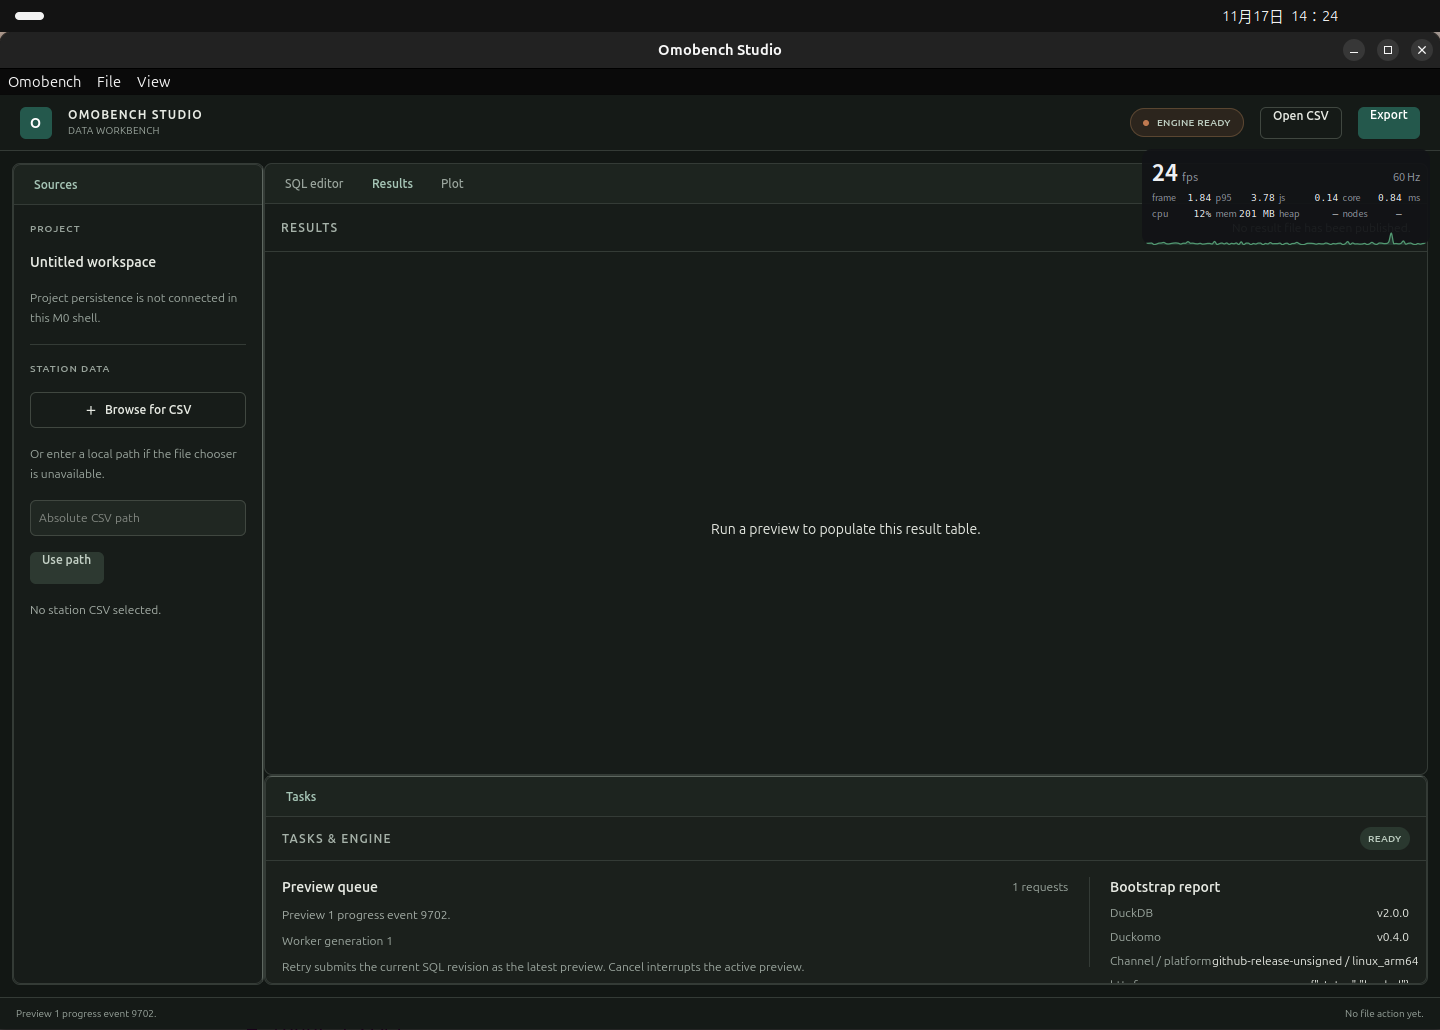 11月17日 14：24
Omobench Studio
Omobench File View
O
OMOBENCH STUDIO
DATA WORKBENCH
ENGINE READY
Open CSV
Export
24 fps 60 Hz
frame 1.84 p95 3.78 js 0.14 core 0.84 ms
cpu 12% mem 201 MB heap – nodes –
No result file has been published.
Sources
PROJECT
Untitled workspace
Project persistence is not connected in
this M0 shell.
STATION DATA
+ Browse for CSV
Or enter a local path if the file chooser
is unavailable.
Absolute CSV path
Use path
No station CSV selected.
SQL editor Results Plot
RESULTS
Run a preview to populate this result table.
Tasks
TASKS & ENGINE
READY
Preview queue 1 requests
Preview 1 progress event 9702.
Worker generation 1
Retry submits the current SQL revision as the latest preview. Cancel interrupts the active preview.
Bootstrap report
DuckDB v2.0.0
Duckomo v0.4.0
Channel / platform github-release-unsigned / linux_arm64
Preview 1 progress event 9702.
No file action yet.